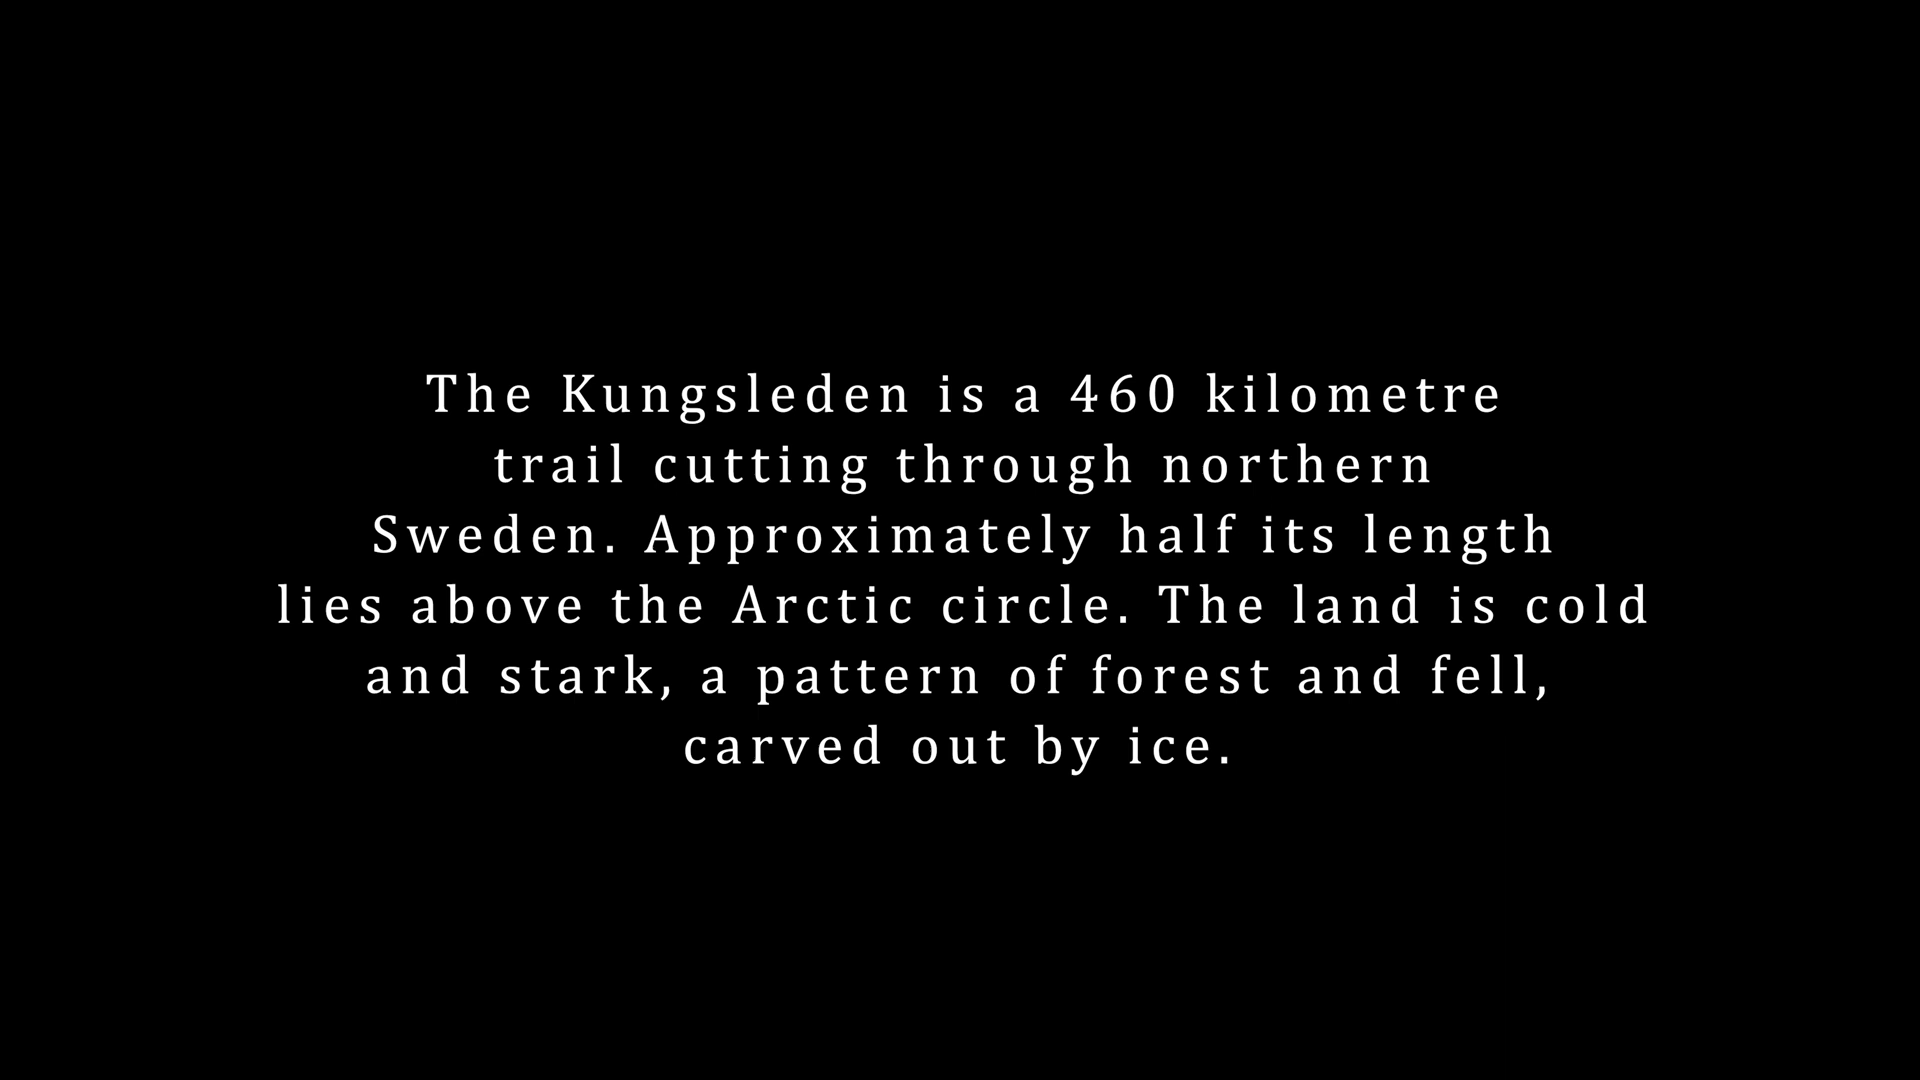 The Kungsleden is a 460 kilometre
trail cutting through northern
Sweden. Approximately half its length
lies above the Arctic circle. The land is cold
and stark, a pattern of forest and fell,
carved out by ice.